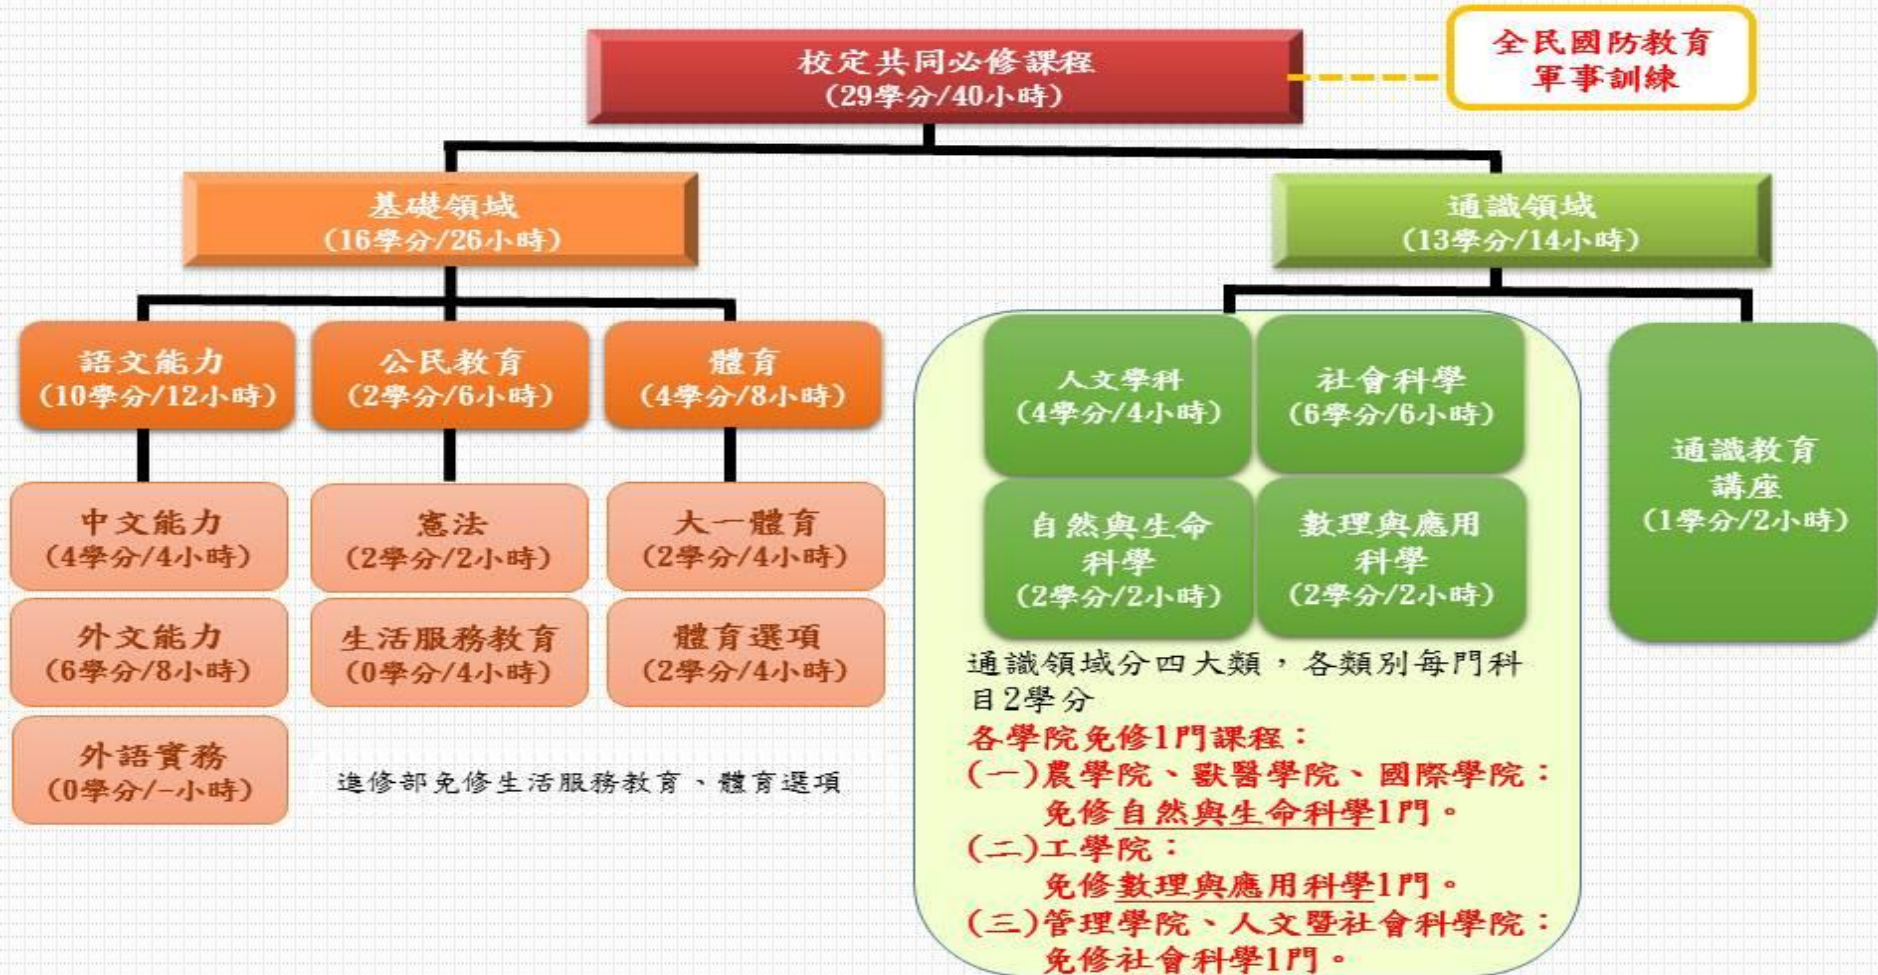 校定共同必修課程
(29學分/40小時)
全民國防教育
軍事訓練
基礎領域
(16學分/26小時)
通識領域
(13學分/14小時)
語文能力
(10學分/12小時)
公民教育
(2學分/6小時)
體育
(4學分/8小時)
中文能力
(4學分/4小時)
憲法
(2學分/2小時)
大一體育
(2學分/4小時)
外文能力
(6學分/8小時)
生活服務教育
(0學分/4小時)
體育選項
(2學分/4小時)
外語實務
(0學分/-小時)
進修部免修生活服務教育、體育選項
人文學科
(4學分/4小時)
社會科學
(6學分/6小時)
自然與生命
科學
(2學分/2小時)
數理與應用
科學
(2學分/2小時)
通識教育
講座
(1學分/2小時)
通識領域分四大類，各類別每門科
目2學分
各學院免修1門課程：
(一)農學院、獸醫學院、國際學院：
免修自然與生命科學1門。
(二)工學院：
免修數理與應用科學1門。
(三)管理學院、人文暨社會科學院：
免修社會科學1門。